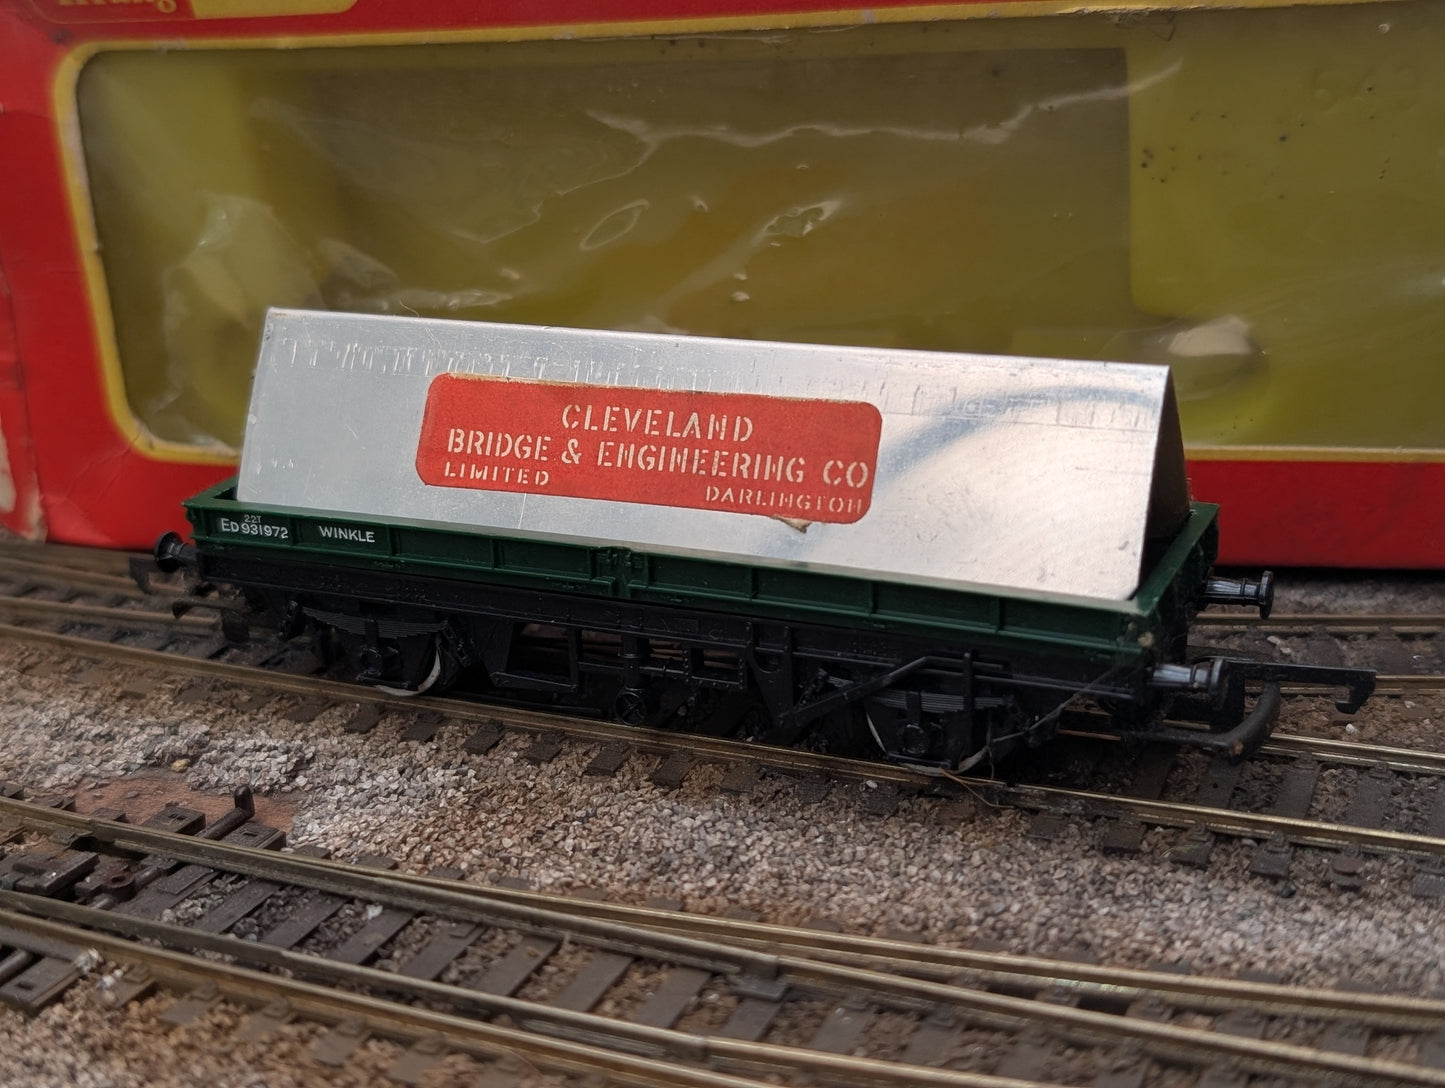 CLEVELAND
BRIDGE & ENGINEERING CO
LIMITED
DARLINGTON
22T
ED931972 WINKLE